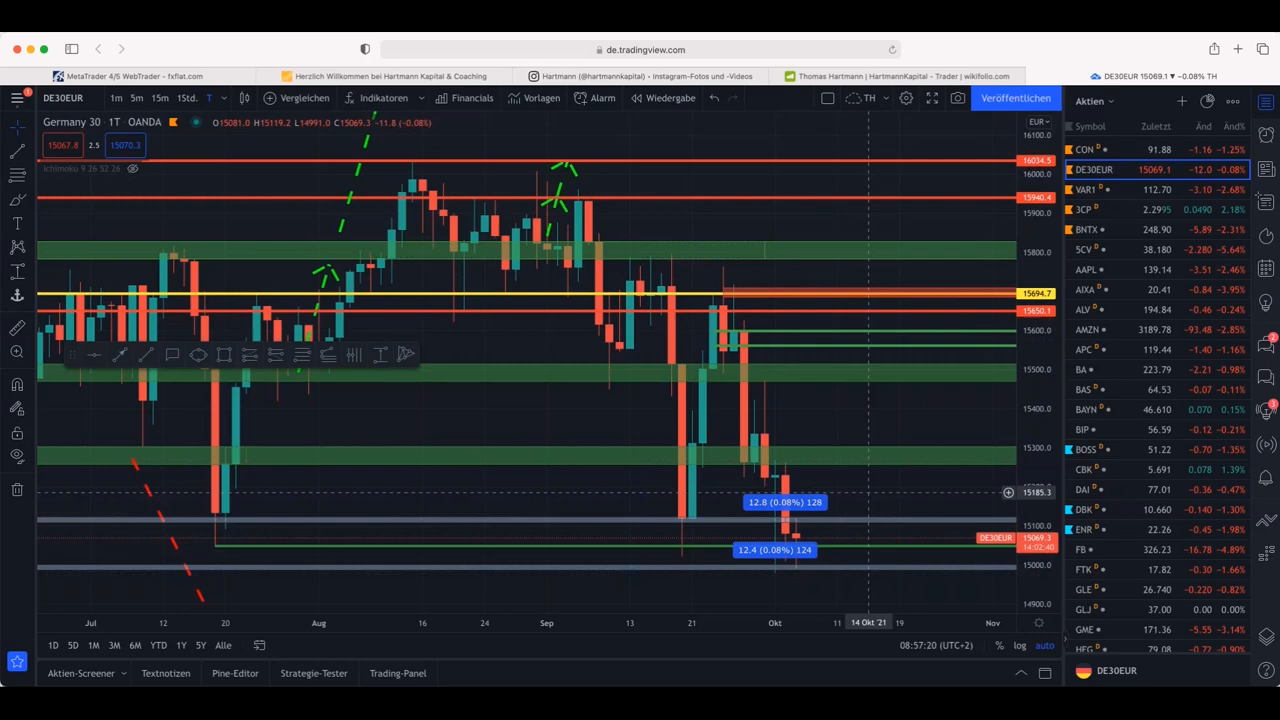 de.tradingview.com
MetaTrader 4/5 WebTrader - fxflat.com
Herzlich Willkommen bei Hartmann Kapital & Coaching
Hartmann (@hartmannkapital) • Instagram-Fotos und -Videos
Thomas Hartmann | HartmannKapital - Trader | wikifolio.com
DE30EUR 15069.1 ▼ −0.08% TH
DE30EUR 1m 5m 15m 1Std. T Vergleichen Indikatoren Financials Vorlagen Alarm Wiedergabe TH Veröffentlichen
Germany 30 · 1T · OANDA O15081.0 H15119.2 L14991.0 C15069.3 −11.8 (−0.08%)
15067.8 2.5 15070.3
Ichimoku 9 26 52 26
EUR
16100.0
16034.5
16000.0
15940.4
15900.0
15800.0
15694.7
15650.1
15600.0
15500.0
15400.0
15300.0
15185.3
15100.0
DE30EUR 15069.3
14:02:40
15000.0
14900.0
12.8 (0.08%) 128
12.4 (0.08%) 124
Jul 12 20 Aug 16 24 Sep 13 21 Okt 11 14 Okt '21 19 Nov
1D 5D 1M 3M 6M YTD 1Y 5Y Alle 08:57:20 (UTC+2) % log auto
Aktien-Screener Textnotizen Pine-Editor Strategie-Tester Trading-Panel
Aktien
Symbol Zuletzt Änd Änd%
CON D 91.88 −1.16 −1.25%
DE30EUR 15069.1 −12.0 −0.08%
VAR1 D 112.70 −3.10 −2.68%
3CP D 2.2995 0.0490 2.18%
BNTX D 248.90 −5.89 −2.31%
5CV D 38.180 −2.280 −5.64%
AAPL 139.14 −3.51 −2.46%
AIXA D 20.41 −0.84 −3.95%
ALV D 194.84 −0.46 −0.24%
AMZN 3189.78 −93.48 −2.85%
APC D 119.44 −1.40 −1.16%
BA 223.79 −2.21 −0.98%
BAS D 64.53 −0.07 −0.11%
BAYN D 46.610 0.070 0.15%
BIP 56.59 −0.12 −0.21%
BOSS D 51.22 −0.70 −1.35%
CBK D 5.691 0.078 1.39%
DAI D 77.01 −0.36 −0.47%
DBK D 10.660 −0.140 −1.30%
ENR D 22.26 −0.45 −1.98%
FB 326.23 −16.78 −4.89%
FTK D 17.82 −0.30 −1.66%
GLE D 26.740 −0.220 −0.82%
GLJ D 37.00 0.00 0.00%
GME 171.36 −5.55 −3.14%
DE30EUR